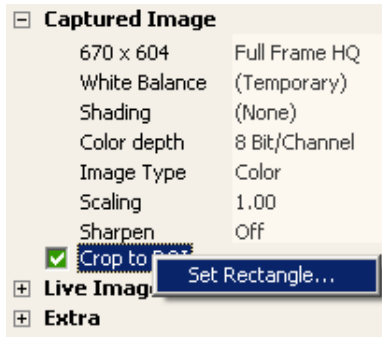 Captured Image
670 x 604 Full Frame HQ
White Balance (Temporary)
Shading (None)
Color depth 8 Bit/Channel
Image Type Color
Scaling 1.00
Sharpen Off
Crop to
Set Rectangle...
Live Image
Extra